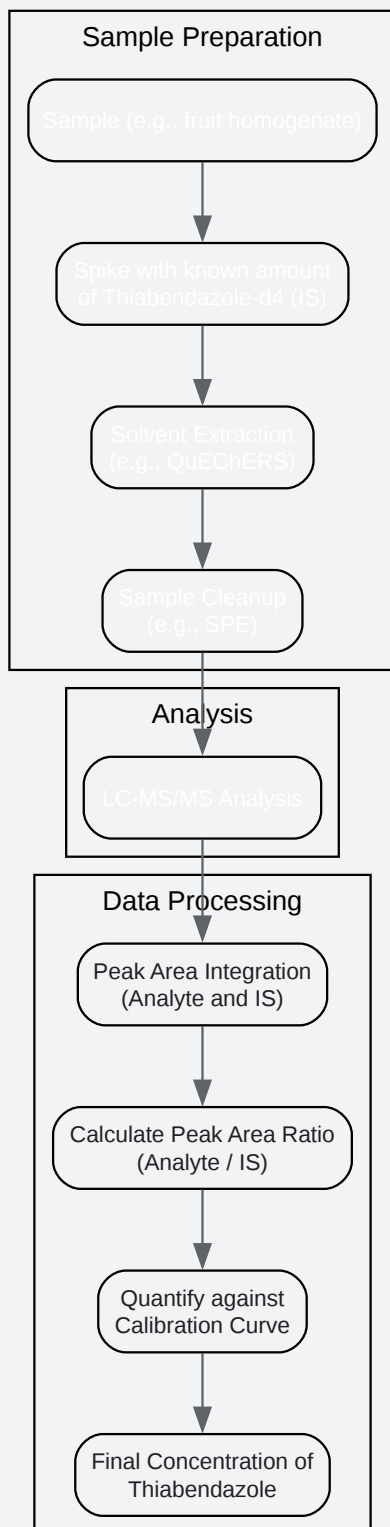 Sample Preparation
Sample (e.g., fruit homogenate)
Spike with known amount
of Thiabendazole-d4 (IS)
Solvent Extraction
(e.g., QuEChERS)
Sample Cleanup
(e.g., SPE)
Analysis
LC-MS/MS Analysis
Data Processing
Peak Area Integration
(Analyte and IS)
Calculate Peak Area Ratio
(Analyte / IS)
Quantify against
Calibration Curve
Final Concentration of
Thiabendazole